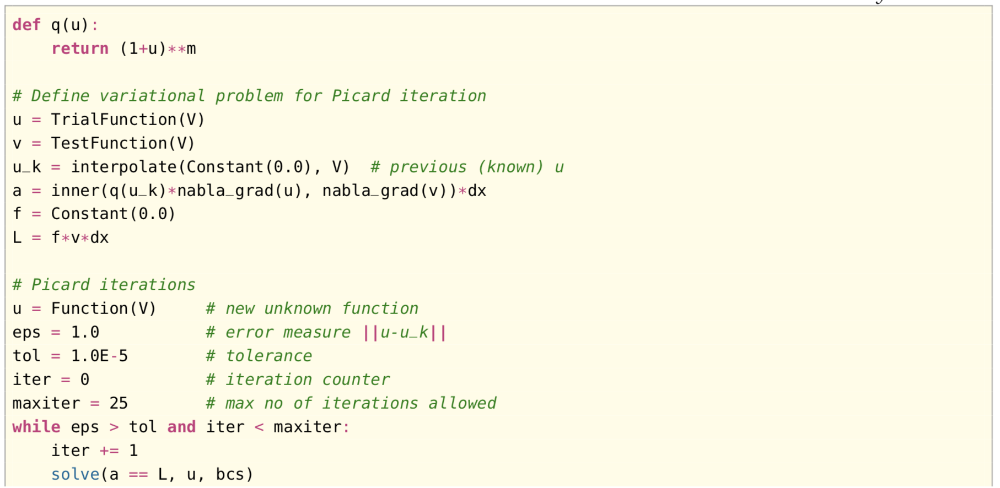 def q(u):
    return (1+u)**m

# Define variational problem for Picard iteration
u = TrialFunction(V)
v = TestFunction(V)
u_k = interpolate(Constant(0.0), V)  # previous (known) u
a = inner(q(u_k)*nabla_grad(u), nabla_grad(v))*dx
f = Constant(0.0)
L = f*v*dx

# Picard iterations
u = Function(V)     # new unknown function
eps = 1.0           # error measure ||u-u_k||
tol = 1.0E-5        # tolerance
iter = 0            # iteration counter
maxiter = 25        # max no of iterations allowed
while eps > tol and iter < maxiter:
    iter += 1
    solve(a == L, u, bcs)